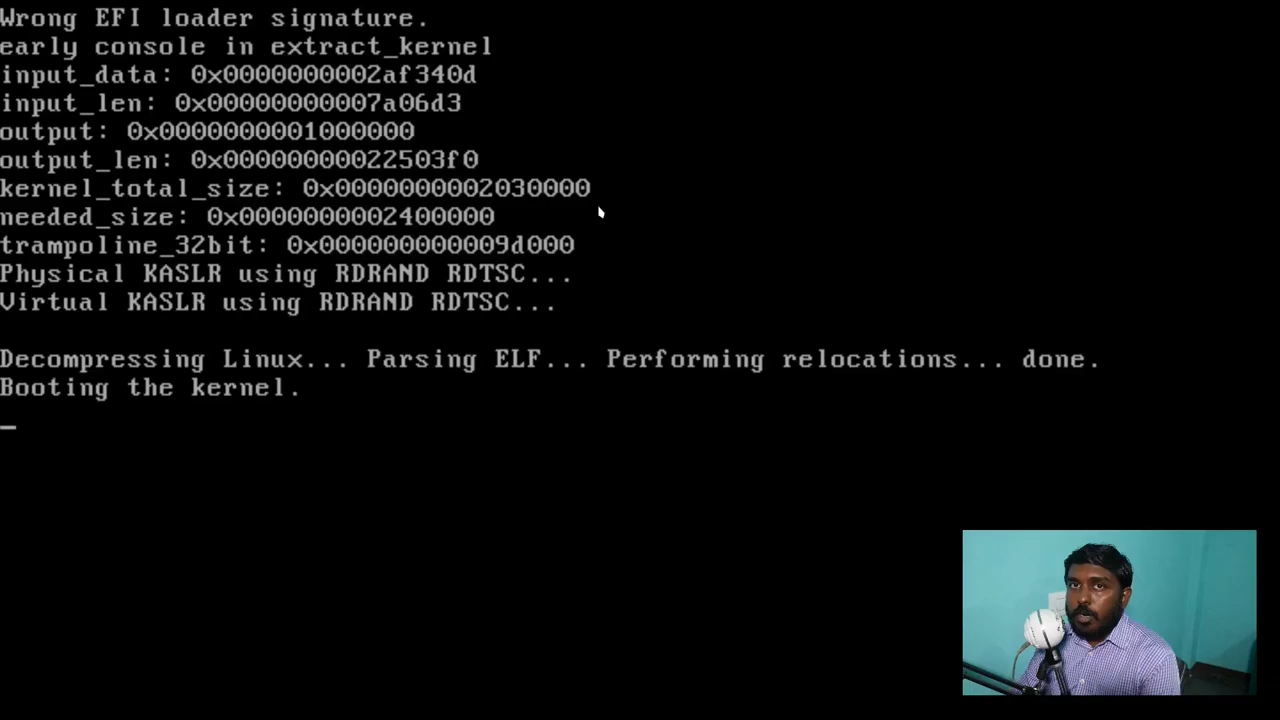 Wrong EFI loader signature.
early console in extract_kernel
input_data: 0x0000000002af340d
input_len: 0x00000000007a06d3
output: 0x0000000001000000
output_len: 0x00000000022503f0
kernel_total_size: 0x0000000002030000
needed_size: 0x0000000002400000
trampoline_32bit: 0x000000000009d000
Physical KASLR using RDRAND RDTSC...
Virtual KASLR using RDRAND RDTSC...
Decompressing Linux... Parsing ELF... Performing relocations... done.
Booting the kernel.